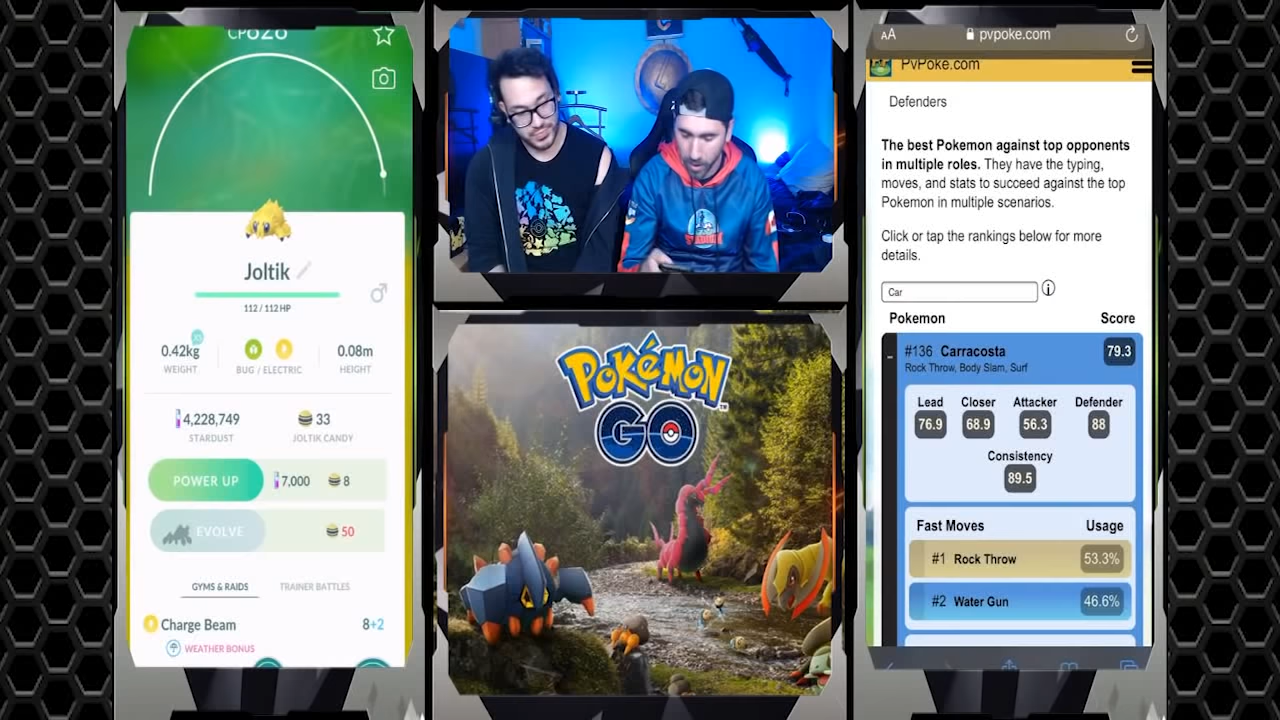 CP628
Joltik
112 / 112 HP
XS
0.42kg
WEIGHT
BUG / ELECTRIC
0.08m
HEIGHT
4,228,749
STARDUST
33
JOLTIK CANDY
POWER UP
7,000
8
EVOLVE
50
GYMS & RAIDS
TRAINER BATTLES
Charge Beam
8+2
WEATHER BONUS
POKÉMON
GO
AA
pvpoke.com
PvPoke.com
Defenders
The best Pokemon against top opponents
in multiple roles. They have the typing,
moves, and stats to succeed against the top
Pokemon in multiple scenarios.
Click or tap the rankings below for more
details.
Car
Pokemon
Score
#136 Carracosta
79.3
Rock Throw, Body Slam, Surf
Lead
Closer
Attacker
Defender
76.9
68.9
56.3
88
Consistency
89.5
Fast Moves
Usage
#1 Rock Throw
53.3%
#2 Water Gun
46.6%